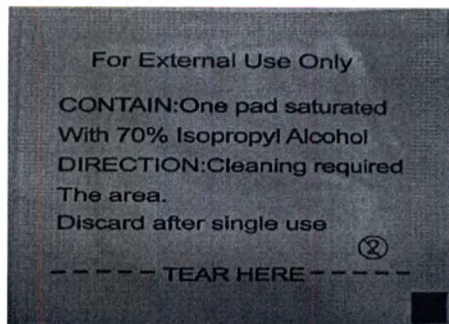 For External Use Only
CONTAIN:One pad saturated
With 70% Isopropyl Alcohol
DIRECTION:Cleaning required
The area.
Discard after single use
TEAR HERE